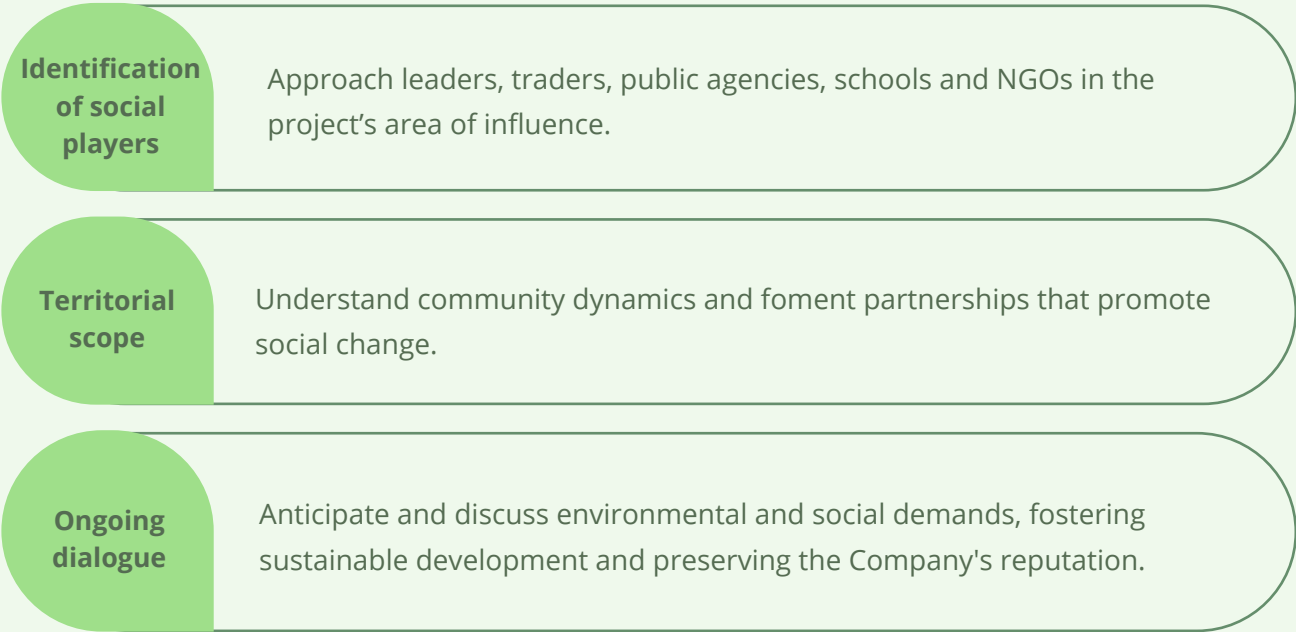 Identification
of social
players
Approach leaders, traders, public agencies, schools and NGOs in the
project’s area of influence.
Territorial
scope
Understand community dynamics and foment partnerships that promote
social change.
Ongoing
dialogue
Anticipate and discuss environmental and social demands, fostering
sustainable development and preserving the Company's reputation.